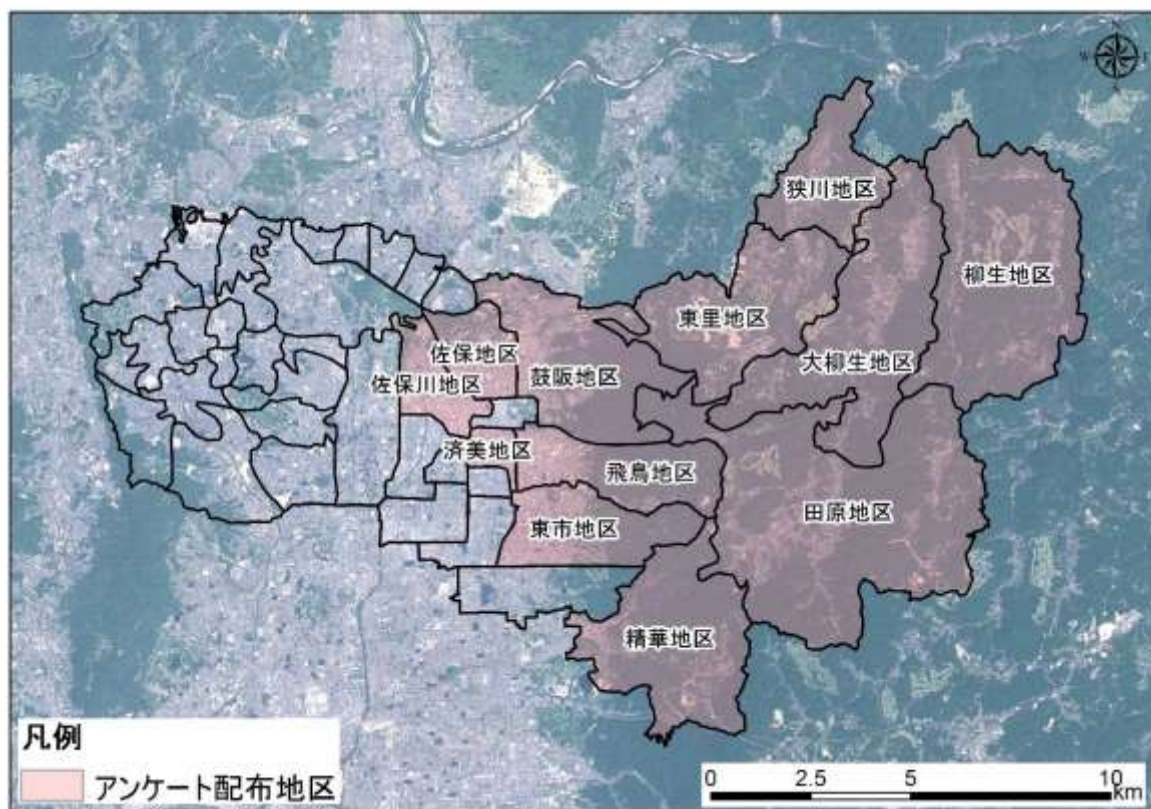 狭川地区
柳生地区
東里地区
佐保地区
大柳生地区
佐保川地区
鼓阪地区
済美地区
飛鳥地区
田原地区
東市地区
精華地区
凡例
アンケート配布地区
0 2.5 5 10
km